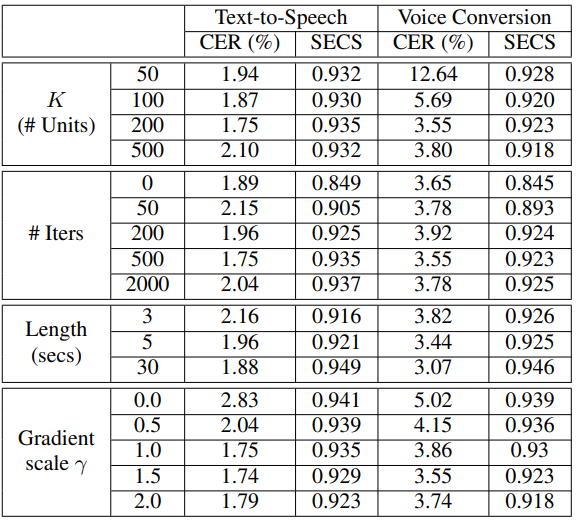 Text-to-Speech Voice Conversion
CER (%) SECS CER (%) SECS
K (# Units)
50 1.94 0.932 12.64 0.928
100 1.87 0.930 5.69 0.920
200 1.75 0.935 3.55 0.923
500 2.10 0.932 3.80 0.918
# Iters
0 1.89 0.849 3.65 0.845
50 2.15 0.905 3.78 0.893
200 1.96 0.925 3.92 0.924
500 1.75 0.935 3.55 0.923
2000 2.04 0.937 3.78 0.925
Length (secs)
3 2.16 0.916 3.82 0.926
5 1.96 0.921 3.44 0.925
30 1.88 0.949 3.07 0.946
Gradient scale γ
0.0 2.83 0.941 5.02 0.939
0.5 2.04 0.939 4.15 0.936
1.0 1.75 0.935 3.86 0.93
1.5 1.74 0.929 3.55 0.923
2.0 1.79 0.923 3.74 0.918